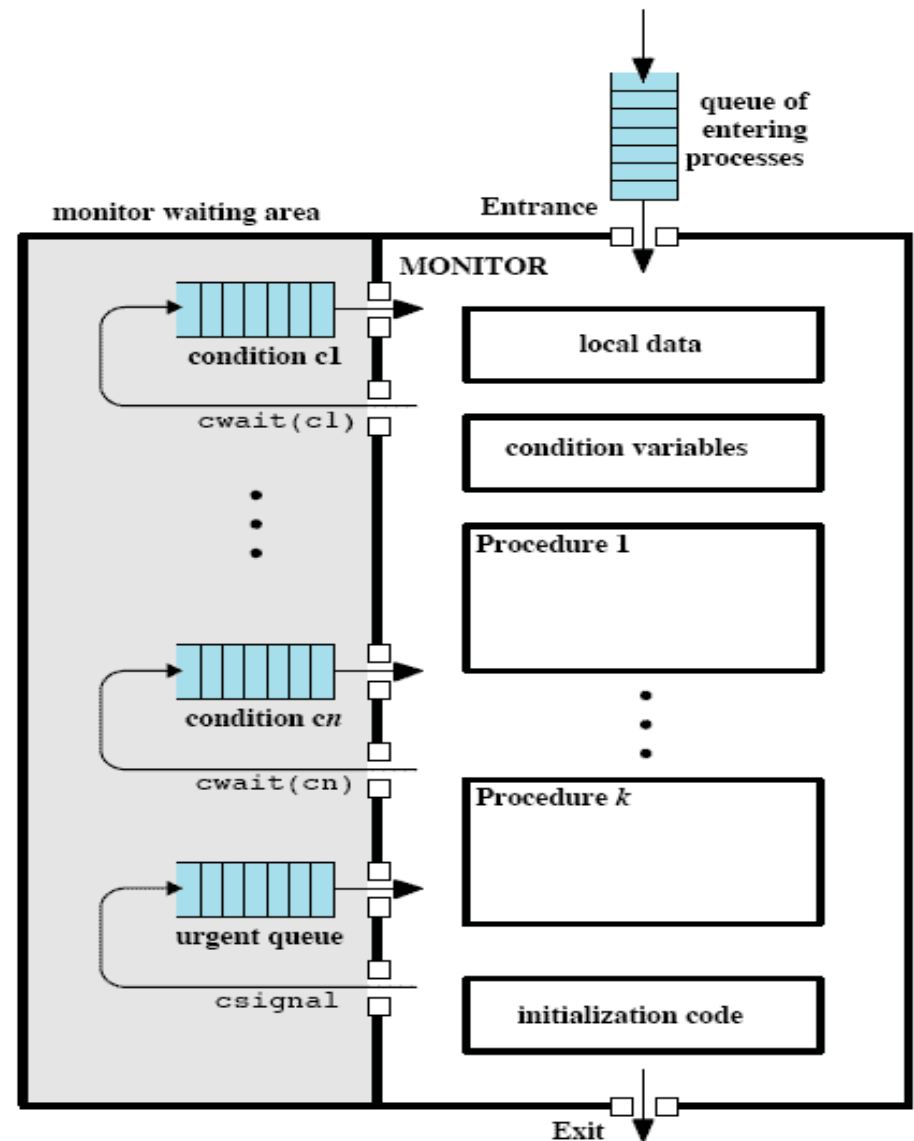 queue of
entering
processes
Entrance
monitor waiting area
MONITOR
local data
condition c1
cwait(c1)
condition variables
Procedure 1
condition cn
cwait(cn)
Procedure k
urgent queue
csignal
initialization code
Exit